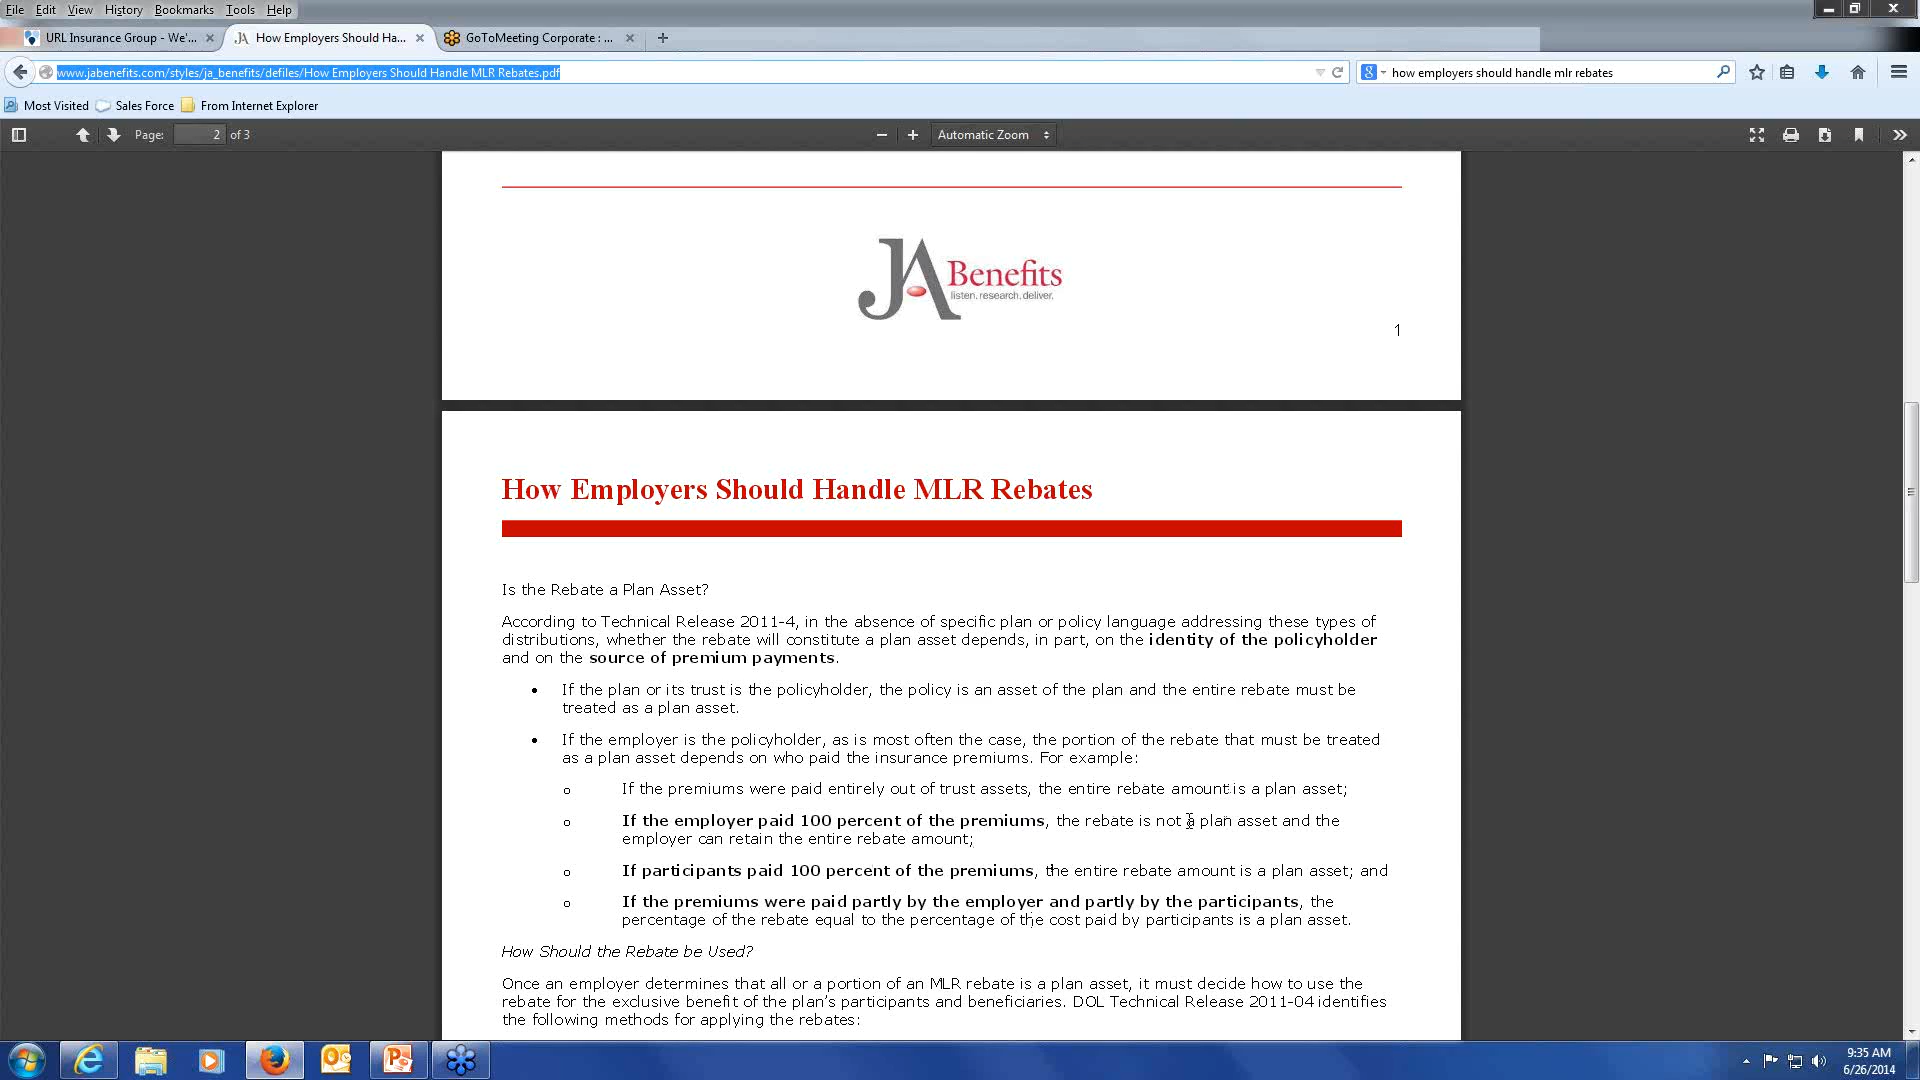 File Edit View History Bookmarks Tools Help
URL Insurance Group - We'... × How Employers Should Ha... × GoToMeeting Corporate : ... × +
www.jabenefits.com/styles/ja_benefits/defiles/How Employers Should Handle MLR Rebates.pdf
how employers should handle mlr rebates
Most Visited Sales Force From Internet Explorer
Page: 2 of 3 Automatic Zoom
JA Benefits
listen. research. deliver.
1
How Employers Should Handle MLR Rebates
Is the Rebate a Plan Asset?
According to Technical Release 2011-4, in the absence of specific plan or policy language addressing these types of
distributions, whether the rebate will constitute a plan asset depends, in part, on the identity of the policyholder
and on the source of premium payments.
• If the plan or its trust is the policyholder, the policy is an asset of the plan and the entire rebate must be
treated as a plan asset.
• If the employer is the policyholder, as is most often the case, the portion of the rebate that must be treated
as a plan asset depends on who paid the insurance premiums. For example:
o If the premiums were paid entirely out of trust assets, the entire rebate amount is a plan asset;
o If the employer paid 100 percent of the premiums, the rebate is not a plan asset and the
employer can retain the entire rebate amount;
o If participants paid 100 percent of the premiums, the entire rebate amount is a plan asset; and
o If the premiums were paid partly by the employer and partly by the participants, the
percentage of the rebate equal to the percentage of the cost paid by participants is a plan asset.
How Should the Rebate be Used?
Once an employer determines that all or a portion of an MLR rebate is a plan asset, it must decide how to use the
rebate for the exclusive benefit of the plan's participants and beneficiaries. DOL Technical Release 2011-04 identifies
the following methods for applying the rebates:
9:35 AM
6/26/2014